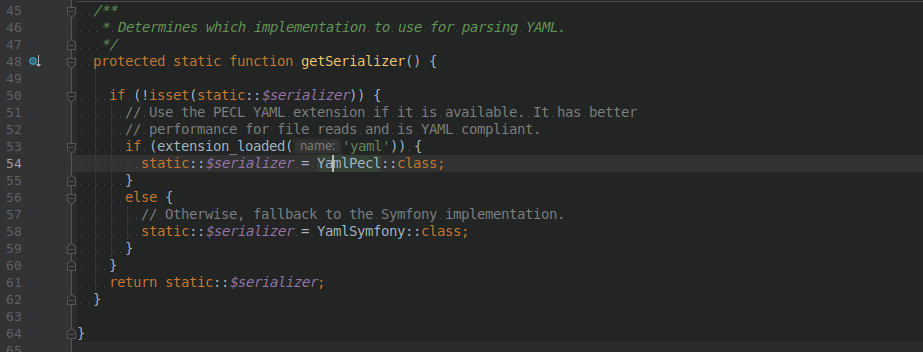 45 /**
46 * Determines which implementation to use for parsing YAML.
47 */
48 protected static function getSerializer() {
49
50 if (!isset(static::$serializer)) {
51 // Use the PECL YAML extension if it is available. It has better
52 // performance for file reads and is YAML compliant.
53 if (extension_loaded( name: 'yaml')) {
54 static::$serializer = YamlPecl::class;
55 }
56 else {
57 // Otherwise, fallback to the Symfony implementation.
58 static::$serializer = YamlSymfony::class;
59 }
60 }
61 return static::$serializer;
62 }
63
64 }
65